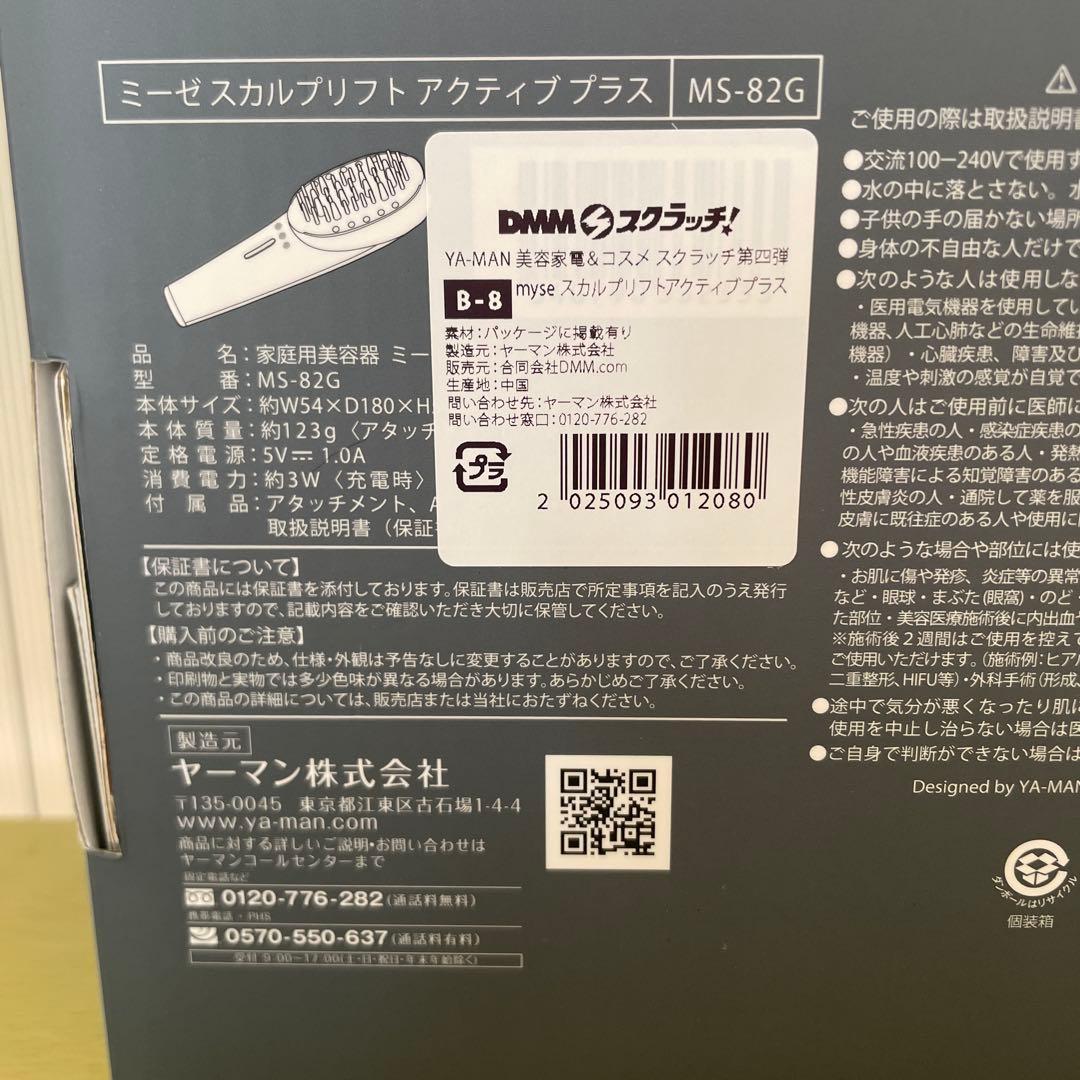 ミーゼ スカルプリフト アクティブ プラス MS-82G
DMM スクラッチ!
YA-MAN 美容家電&コスメ スクラッチ第四弾
B-8 myse スカルプリフトアクティブプラス
素材:パッケージに掲載有り
製造元:ヤーマン株式会社
販売元:合同会社DMM.com
生産地:中国
問い合わせ先:ヤーマン株式会社
問い合わせ窓口:0120-776-282
プラ
2 025093 012080
品 名:家庭用美容器 ミー
型 番:MS-82G
本体サイズ:約W54×D180×H
本体質量:約123g〈アタッチ
定格電源:5V⎓1.0A
消費電力:約3W〈充電時〉
付属品:アタッチメント、
取扱説明書(保証
【保証書について】
この商品には保証書を添付しております。保証書は販売店で所定事項を記入のうえ発行
しておりますので、記載内容をご確認いただき大切に保管してください。
【購入前のご注意】
・商品改良のため、仕様・外観は予告なしに変更することがありますので、ご了承ください。
・印刷物と実物では多少色味が異なる場合があります。あらかじめご了承ください。
・この商品の詳細については、販売店または当社におたずねください。
製造元
ヤーマン株式会社
〒135-0045 東京都江東区古石場1-4-4
www.ya-man.com
商品に対する詳しいご説明・お問い合わせは
ヤーマンコールセンターまで
固定電話など
0120-776-282(通話料無料)
携帯電話・PHS
0570-550-637(通話料有料)
受付 9:00~17:00(土・日・祝日・年末年始除く)
ご使用の際は取扱説明書
●交流100-240Vで使用す
●水の中に落とさない。水
●子供の手の届かない場所
●身体の不自由な人だけで
●次のような人は使用しな
・医用電気機器を使用してい
機器、人工心肺などの生命維
機器)・心臓疾患、障害及び
・温度や刺激の感覚が自覚で
●次の人はご使用前に医師に
・急性疾患の人・感染症疾患の
の人や血液疾患のある人・発熱
機能障害による知覚障害のある
性皮膚炎の人・通院して薬を服
皮膚に既往症のある人や使用に
●次のような場合や部位には使
・お肌に傷や発疹、炎症等の異常
など・眼球・まぶた(眼窩)・のど・
た部位・美容医療施術後に内出血
※施術後2週間はご使用を控えて
ご使用いただけます。(施術例:ヒアル
二重整形、HIFU等)・外科手術(形成、
●途中で気分が悪くなったり肌に
使用を中止し治らない場合は医
●ご自身で判断ができない場合は
Designed by YA-MAN
ダンボールはリサイクル
個装箱